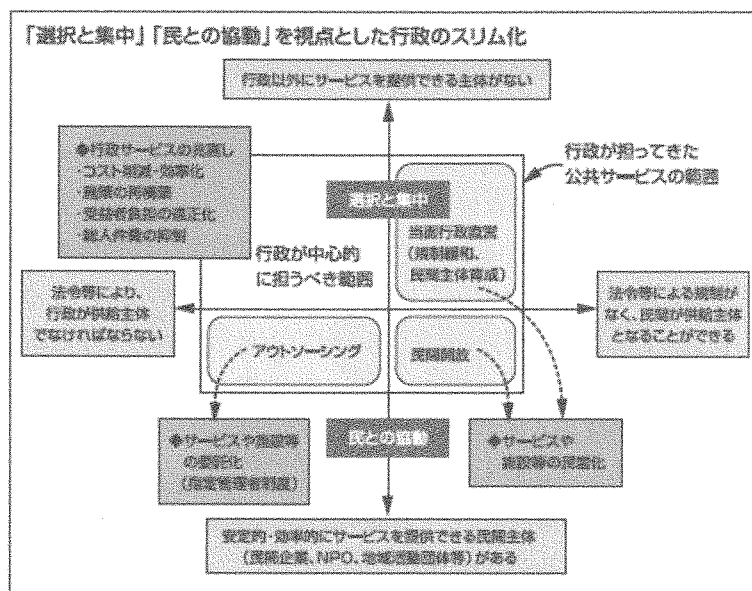 「選択と集中」「民との協動」を視点とした行政のスリム化
行政以外にサービスを提供できる主体がない
●行政サービスの見直し
・コスト削減・効率化
・施策の再構築
・受益者負担の適正化
・総人件費の抑制
行政が担ってきた
公共サービスの範囲
選択と集中
当面行政直営
（規制緩和、
民間主体育成）
行政が中心的
に担うべき範囲
法令等により、
行政が供給主体
でなければならない
法令等による規制が
なく、民間が供給主体
となることができる
アウトソーシング
民間開放
●サービスや施設等
の委託化
（指定管理者制度）
民との協動
●サービスや
施設等の民営化
安定的・効率的にサービスを提供できる民間主体
（民間企業、NPO、地域活動団体等）がある